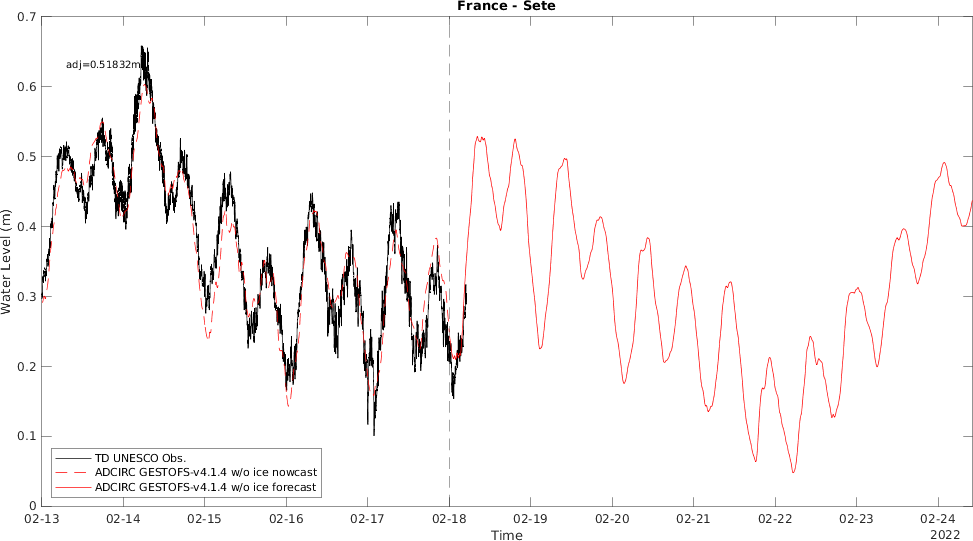 France - Sete
0.7
0.6
0.5
0.4
0.3
0.2
0.1
0
Water Level (m)
adj=0.51832m
TD UNESCO Obs.
ADCIRC GESTOFS-v4.1.4 w/o ice nowcast
ADCIRC GESTOFS-v4.1.4 w/o ice forecast
02-13 02-14 02-15 02-16 02-17 02-18 02-19 02-20 02-21 02-22 02-23 02-24
Time
2022